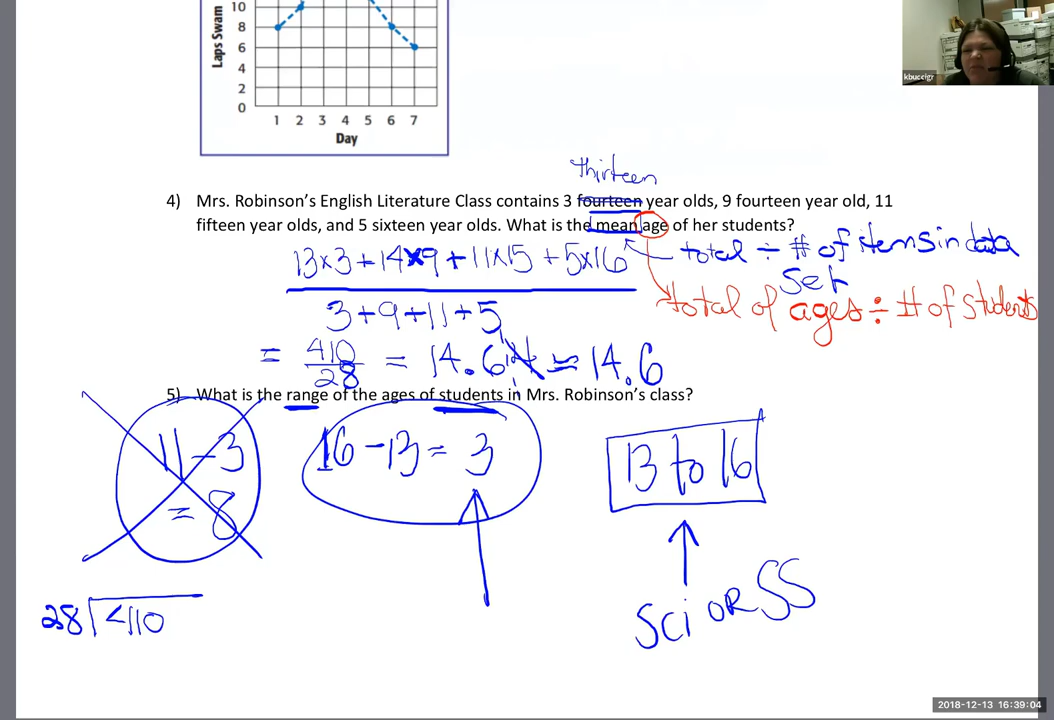 Laps Swam
10
8
6
4
2
0
1 2 3 4 5 6 7
Day
kbuccigr
thirteen
4) Mrs. Robinson's English Literature Class contains 3 fourteen year olds, 9 fourteen year old, 11
fifteen year olds, and 5 sixteen year olds. What is the mean age of her students?
13x3+14x9+11x15+5x16
3+9+11+5
total ÷ # of items in data
set
total of ages ÷ # of students
= 410/28 = 14.64 ≈ 14.6
5) What is the range of the ages of students in Mrs. Robinson's class?
11-3
= 8
16-13= 3
13 to 16
Sci OR SS
28 410
2018-12-13 16:39:04